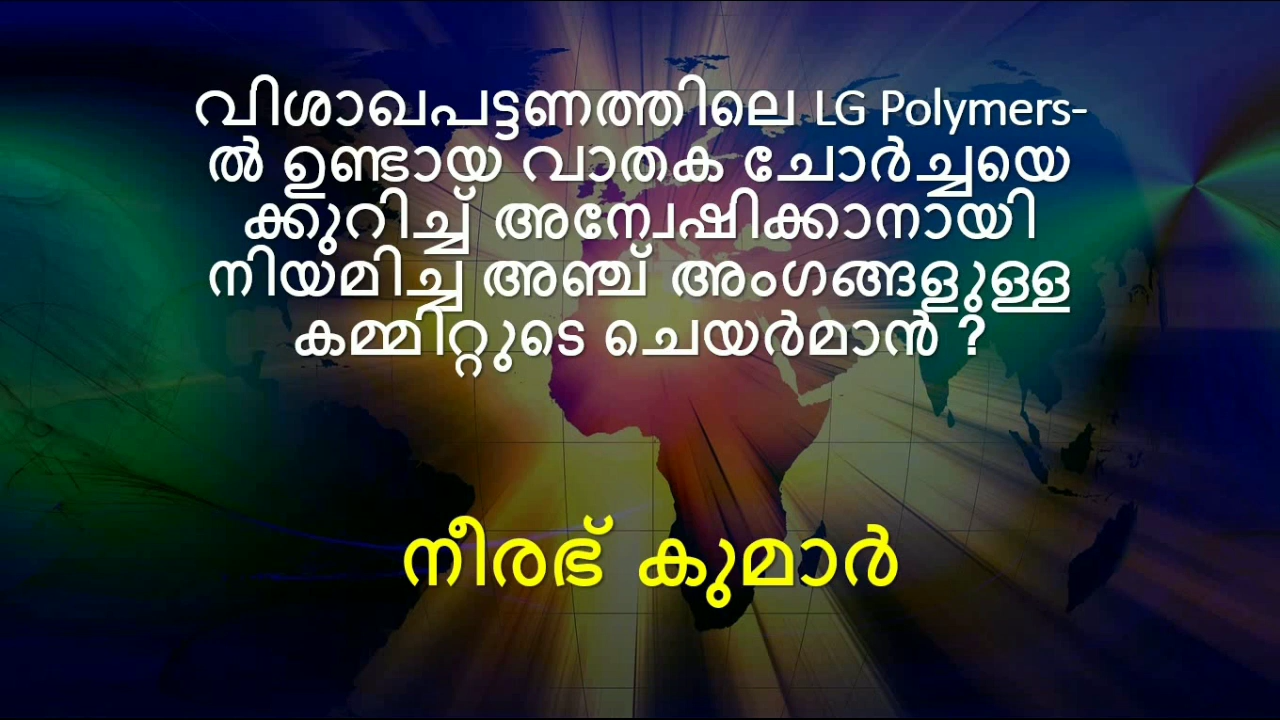 വിശാഖപട്ടണത്തിലെ LG Polymers-
ൽ ഉണ്ടായ വാതക ചോർച്ചയെ
ക്കുറിച്ച് അന്വേഷിക്കാനായി
നിയമിച്ച അഞ്ച് അംഗങ്ങളുള്ള
കമ്മിറ്റുടെ ചെയർമാൻ ?
നീരഭ് കുമാർ